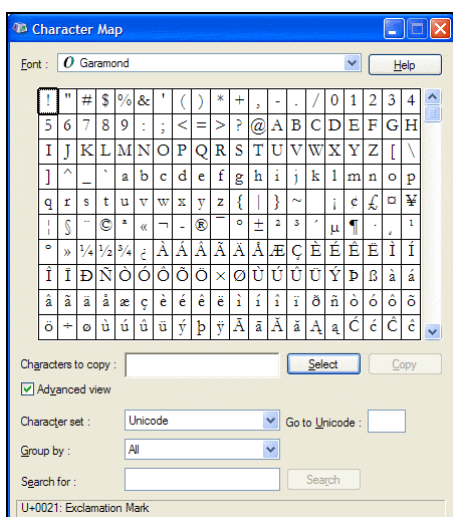 Character Map
Font : O Garamond Help
! " # $ % & ' ( ) * + , - . / 0 1 2 3 4
5 6 7 8 9 : ; < = > ? @ A B C D E F G H
I J K L M N O P Q R S T U V W X Y Z [ \
] ^ _ ` a b c d e f g h i j k l m n o p
q r s t u v w x y z { | } ~ ¡ ¢ £ ¤ ¥
¦ § ¨ © ª « ¬ - ® ¯ ° ± ² ³ ´ µ ¶ · ¸ ¹
º » ¼ ½ ¾ ¿ À Á Â Ã Ä Å Æ Ç È É Ê Ë Ì Í
Î Ï Ð Ñ Ò Ó Ô Õ Ö × Ø Ù Ú Û Ü Ý Þ ß à á
â ã ä å æ ç è é ê ë ì í î ï ð ñ ò ó ô õ
ö ÷ ø ù ú û ü ý þ ÿ Ā ā Ă ă Ą ą Ć ć Ĉ ĉ
Characters to copy : Select Copy
Advanced view
Character set : Unicode Go to Unicode :
Group by : All
Search for : Search
U+0021: Exclamation Mark